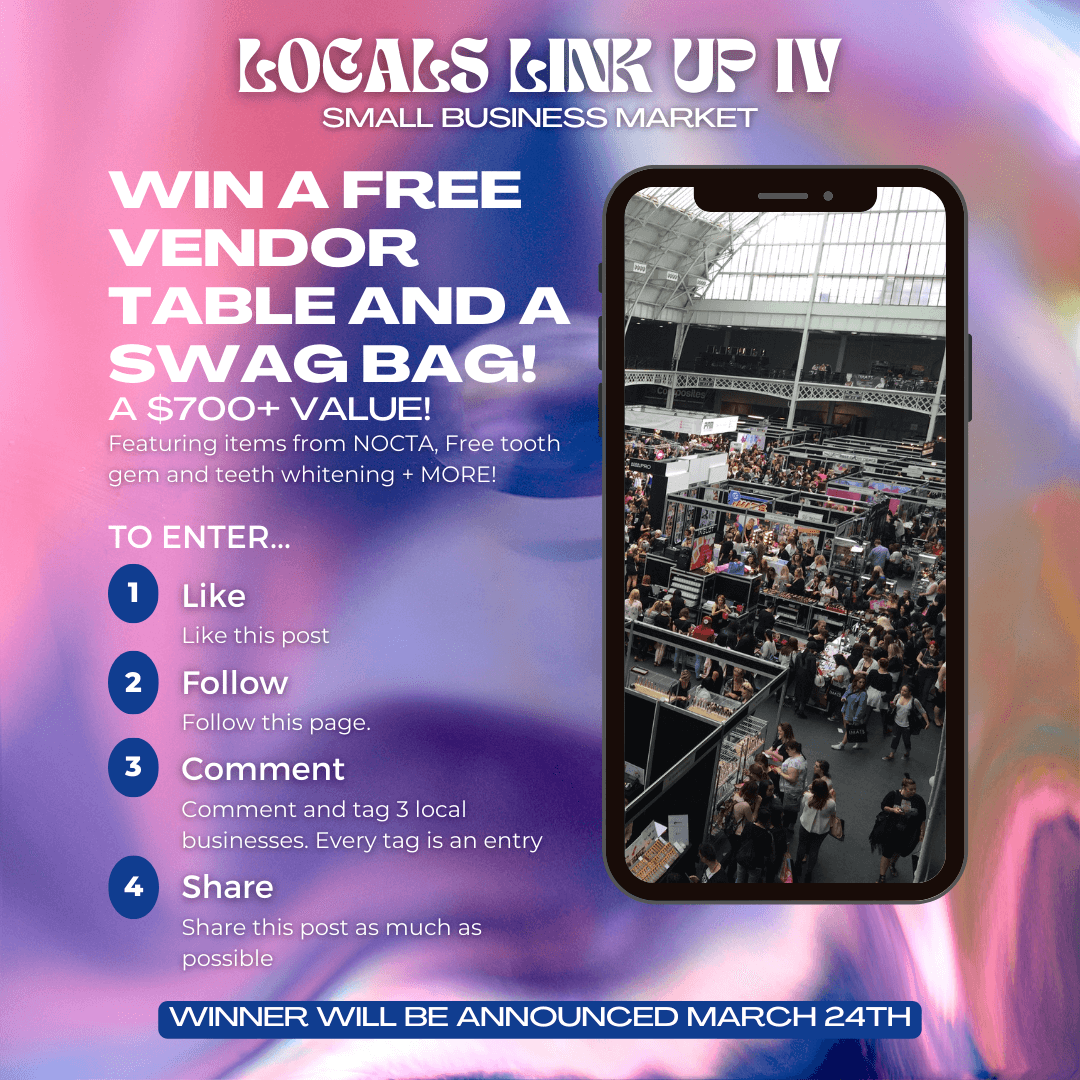 LOCALS LINK UP IV
SMALL BUSINESS MARKET
WIN A FREE
VENDOR
TABLE AND A
SWAG BAG!
A $700+ VALUE!
Featuring items from NOCTA, Free tooth
gem and teeth whitening + MORE!
TO ENTER...
1
Like
Like this post
2
Follow
Follow this page.
3
Comment
Comment and tag 3 local
businesses. Every tag is an entry
4
Share
Share this post as much as
possible
WINNER WILL BE ANNOUNCED MARCH 24TH